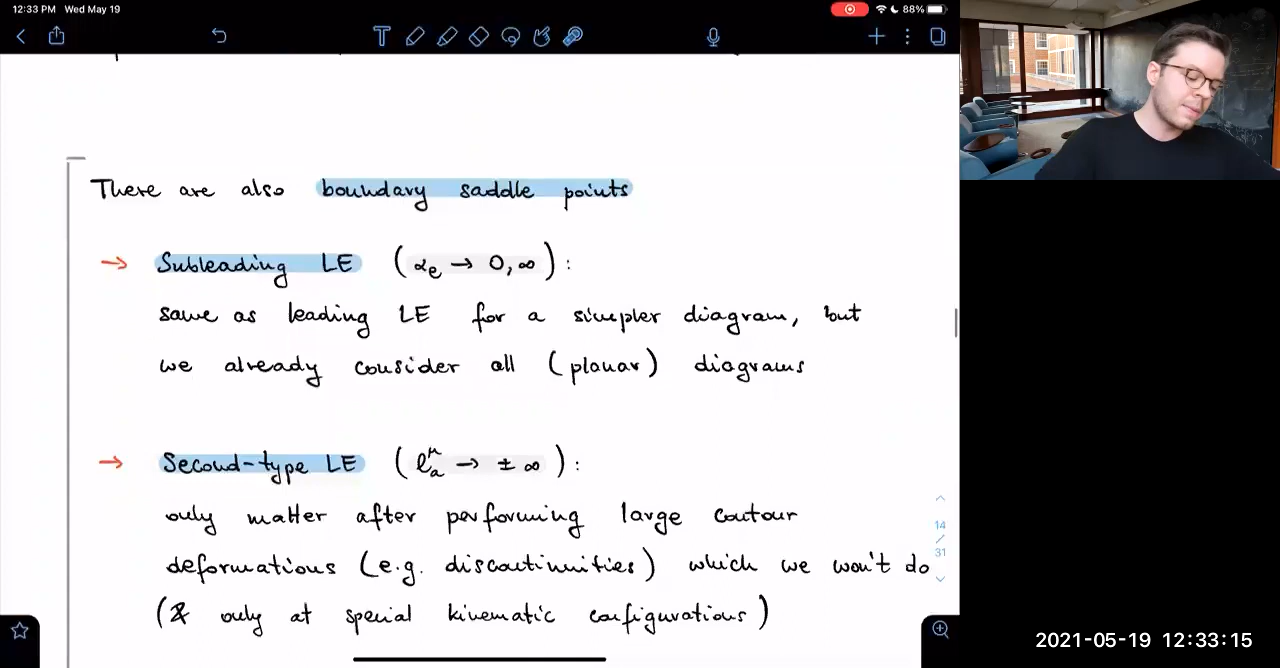 12:33 PM Wed May 19
88%
There are also boundary saddle points
→ Subleading LE (αₑ → 0, ∞):
same as leading LE for a simpler diagram, but
we already consider all (planar) diagrams
→ Second-type LE (ℓₐ^μ → ± ∞):
only matter after performing large contour
deformations (e.g. discontinuities) which we won't do
(& only at special kinematic configurations)
14
/
31
2021-05-19 12:33:15